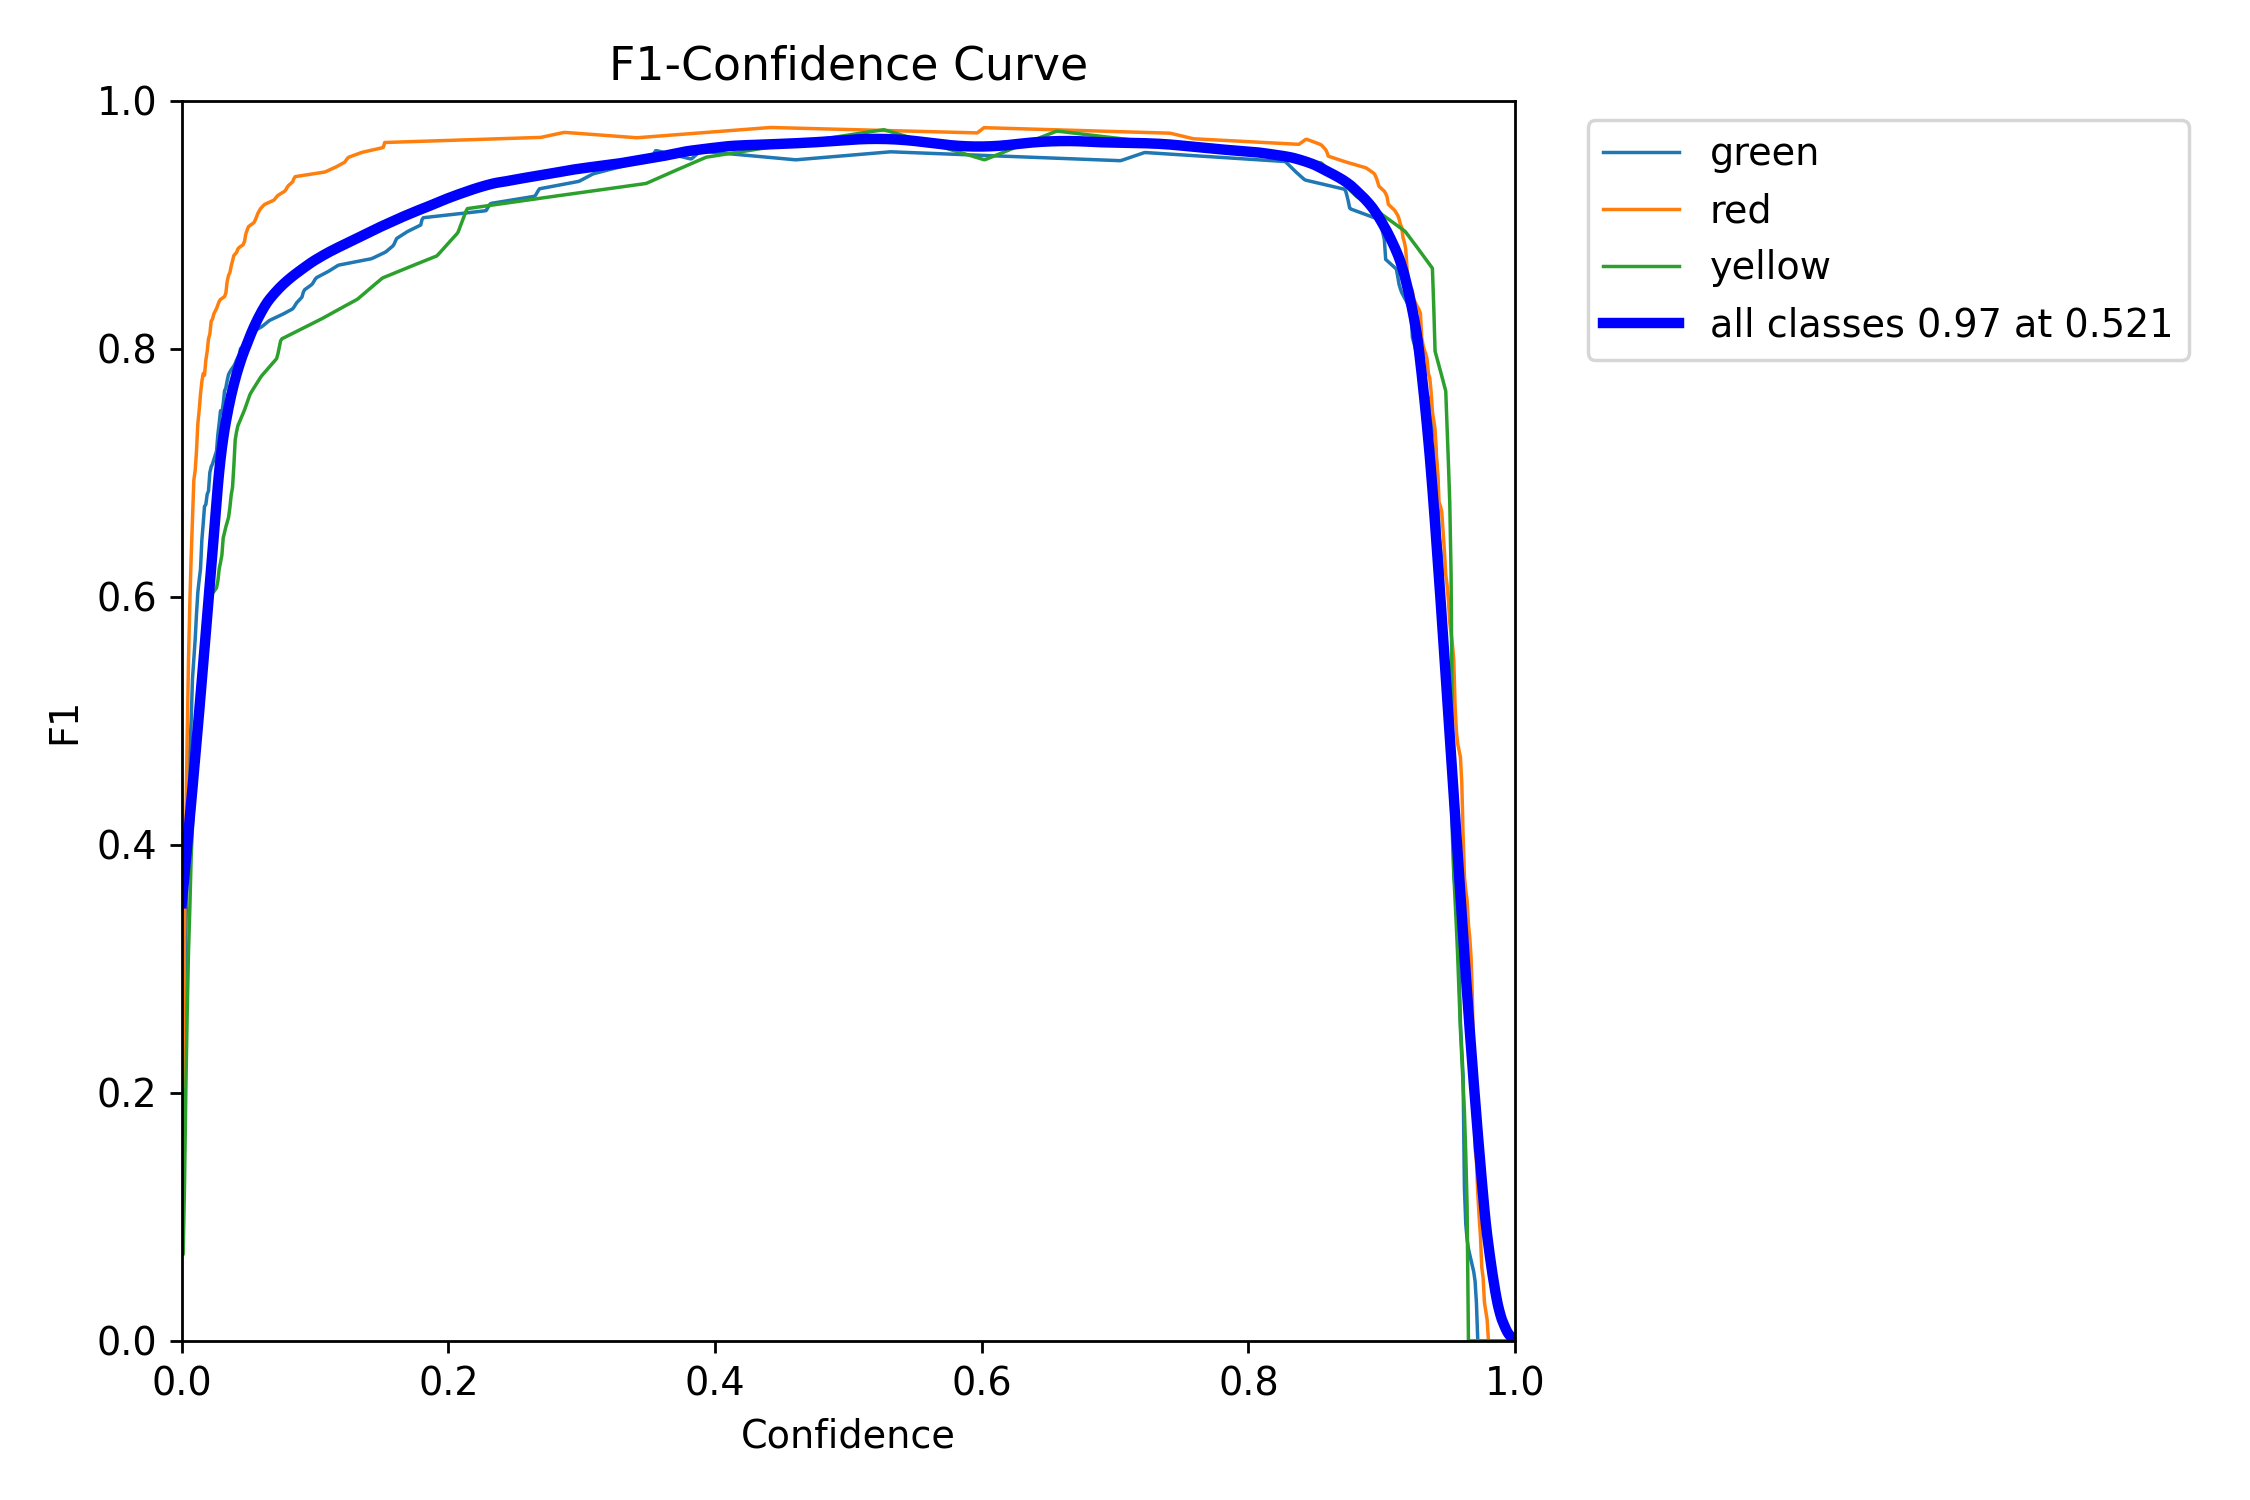 F1-Confidence Curve
1.0
0.8
0.6
0.4
0.2
0.0
F1
0.0 0.2 0.4 0.6 0.8 1.0
Confidence
green
red
yellow
all classes 0.97 at 0.521